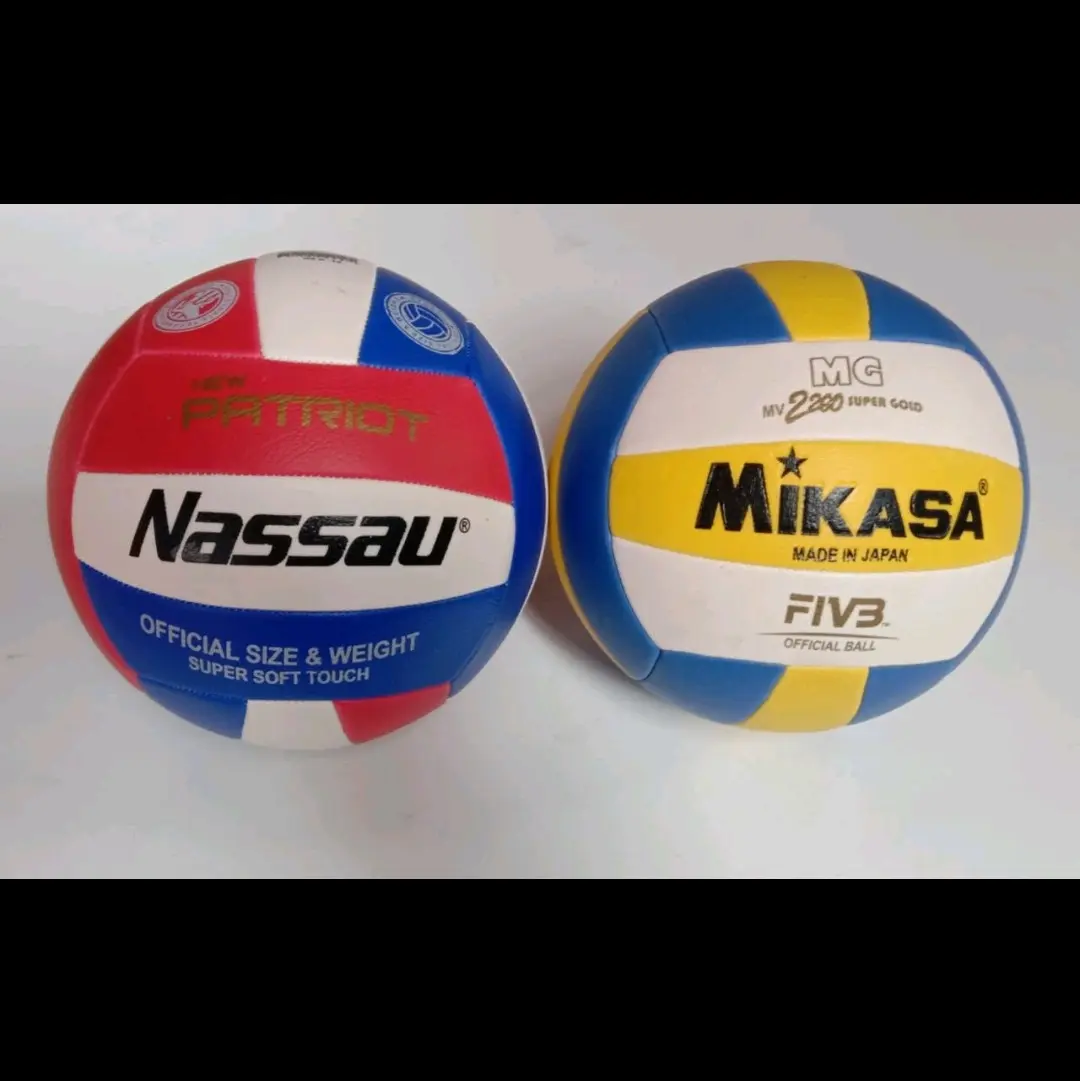 NEW
PATRIOT
Nassau®
OFFICIAL SIZE & WEIGHT
SUPER SOFT TOUCH
MG
MV 2200 SUPER GOLD
MIKASA®
MADE IN JAPAN
FIVB™
OFFICIAL BALL